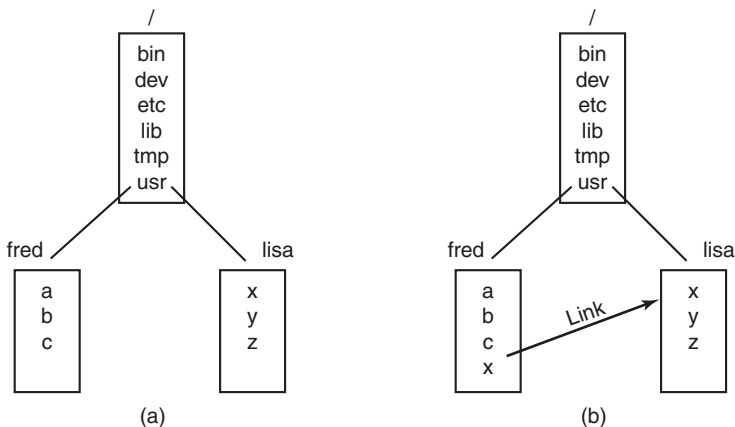 /
bin
dev
etc
lib
tmp
usr
fred
lisa
a
b
c
x
y
z
(a)
/
bin
dev
etc
lib
tmp
usr
fred
lisa
a
b
c
x
Link
x
y
z
(b)